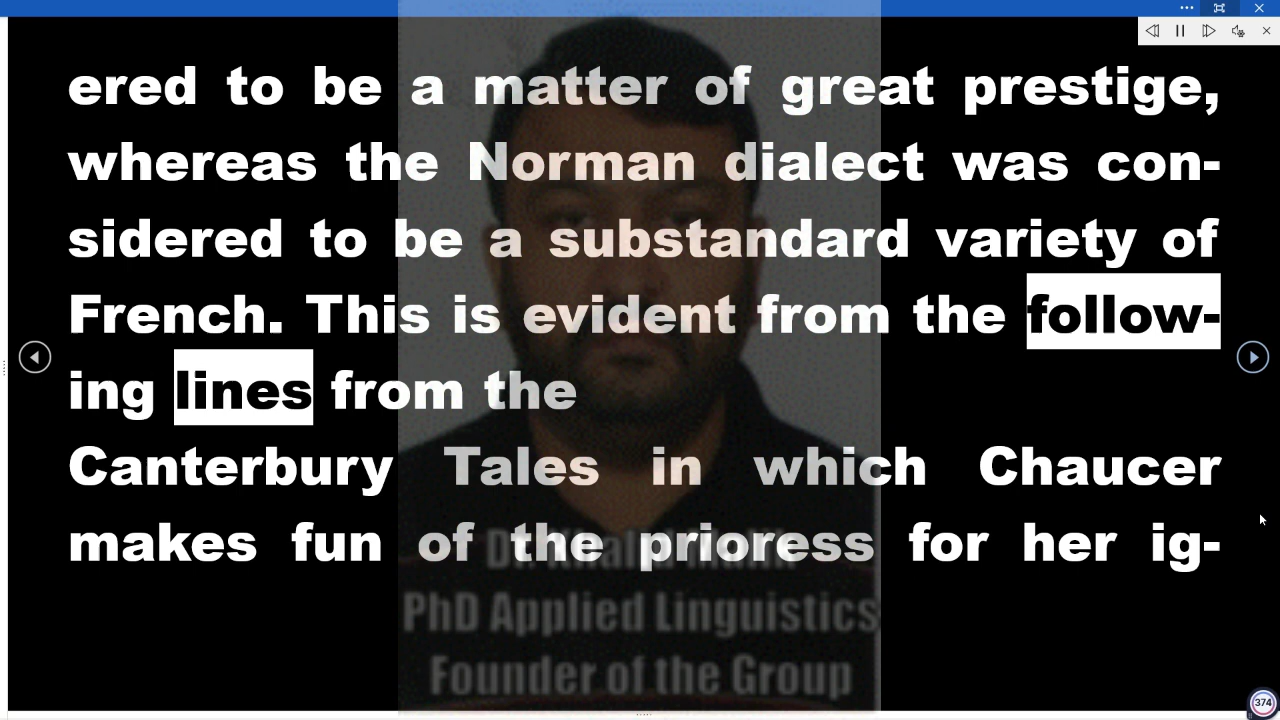 ered to be a matter of great prestige,
whereas the Norman dialect was con-
sidered to be a substandard variety of
French. This is evident from the follow-
ing lines from the
Canterbury Tales in which Chaucer
makes fun of the prioress for her ig-
PhD Applied Linguistics
Founder of the Group
374